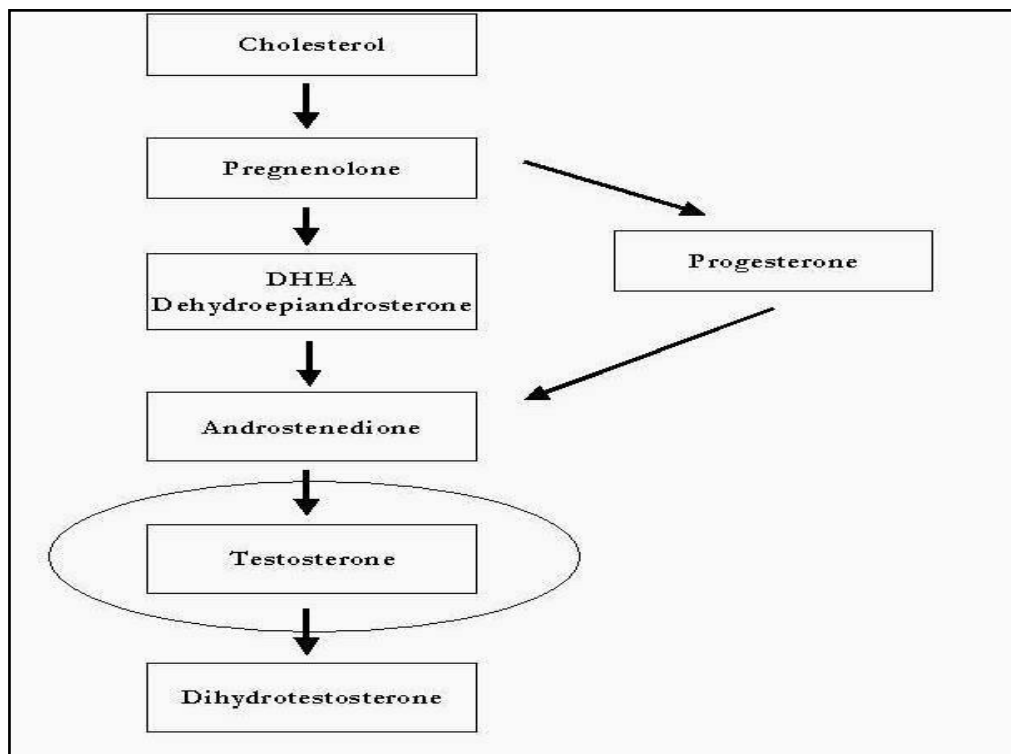 Cholesterol
Pregnenolone
Progesterone
DHEA
Dehydroepiandrosterone
Androstenedione
Testosterone
Dihydrotestosterone